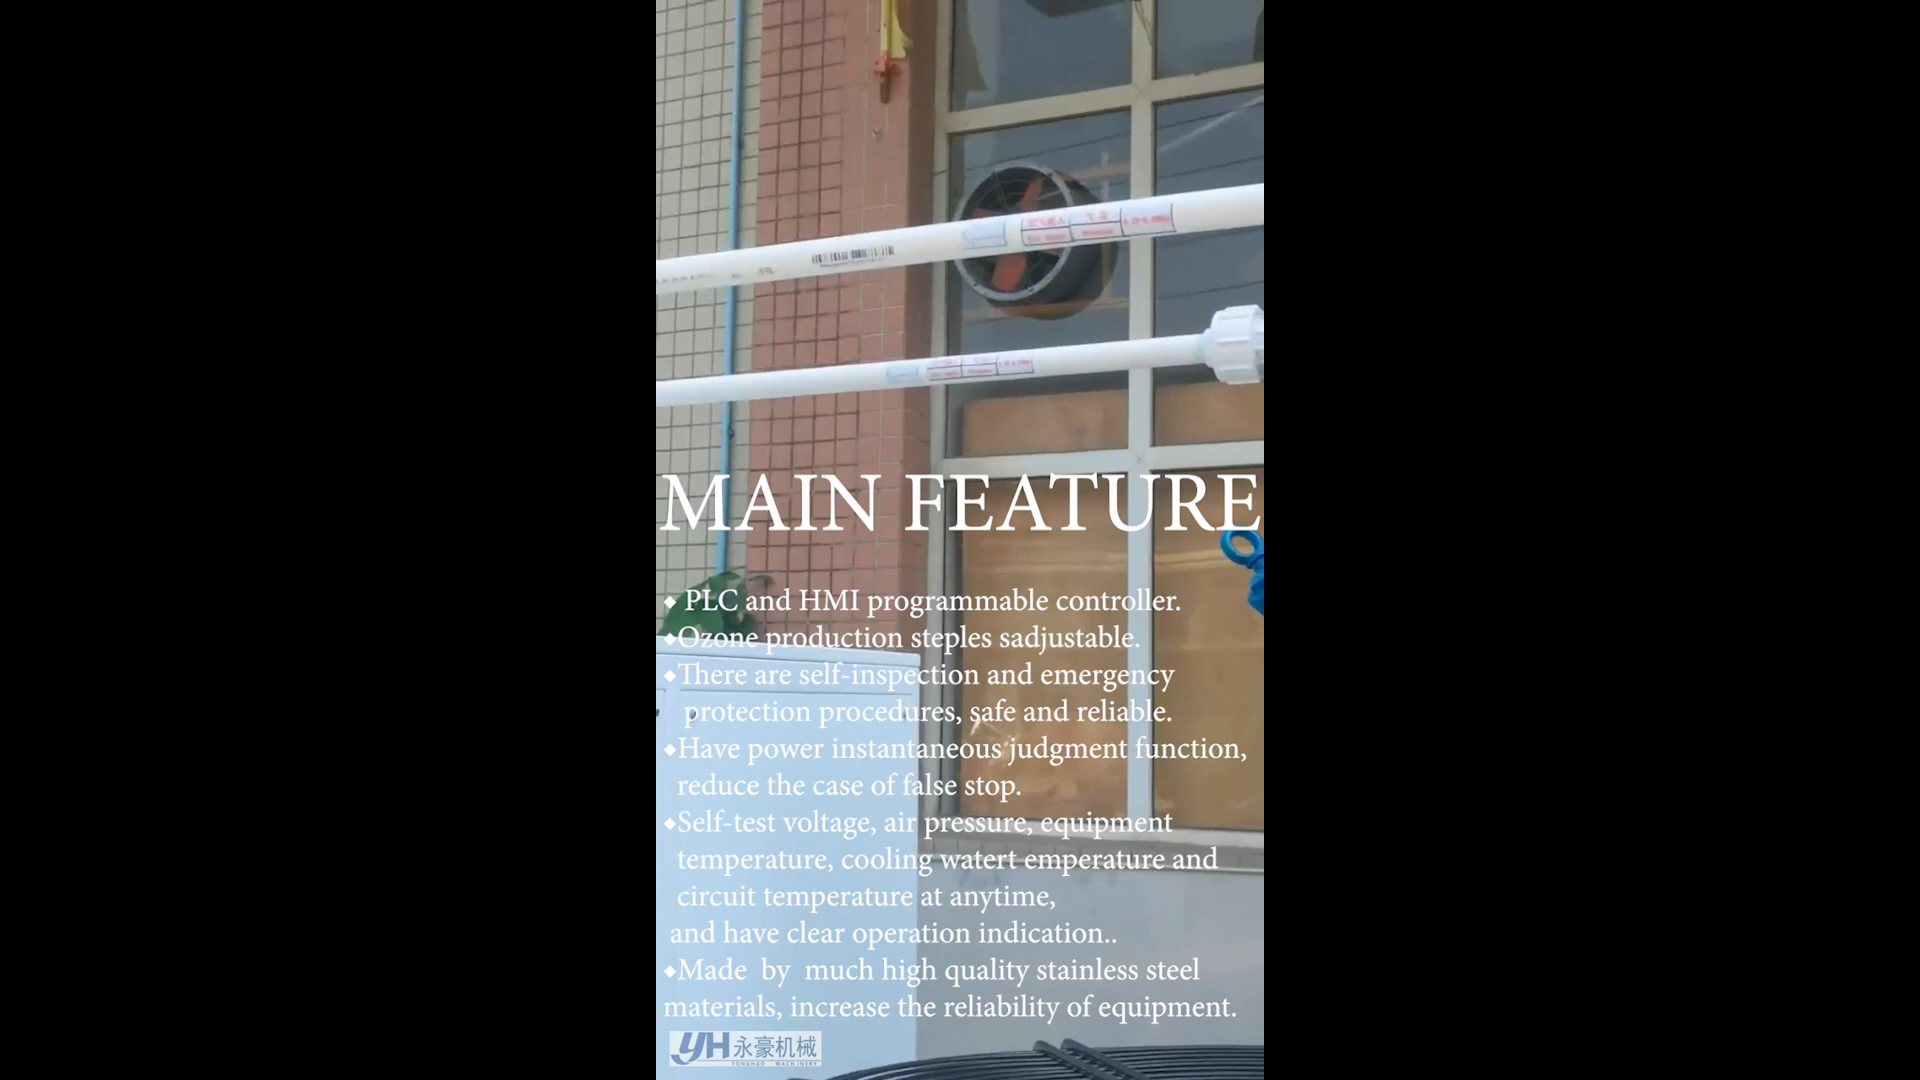 MAIN FEATURE
◆ PLC and HMI programmable controller.
◆Ozone production steples sadjustable.
◆There are self-inspection and emergency
protection procedures, safe and reliable.
◆Have power instantaneous judgment function,
reduce the case of false stop.
◆Self-test voltage, air pressure, equipment
temperature, cooling watert emperature and
circuit temperature at anytime,
and have clear operation indication..
◆Made by much high quality stainless steel
materials, increase the reliability of equipment.
YH 永豪机械
YONGHAO MACHINERY